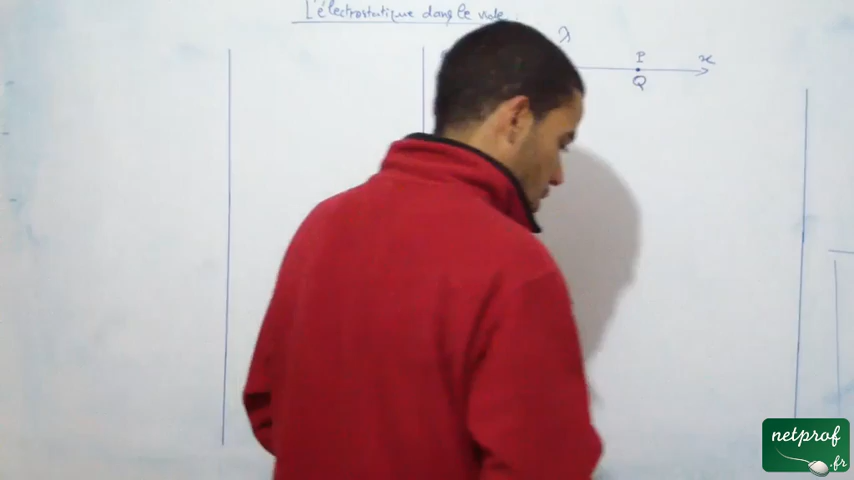 L'électrostatique dans le vide
λ
P
x
Q
netprof
.fr